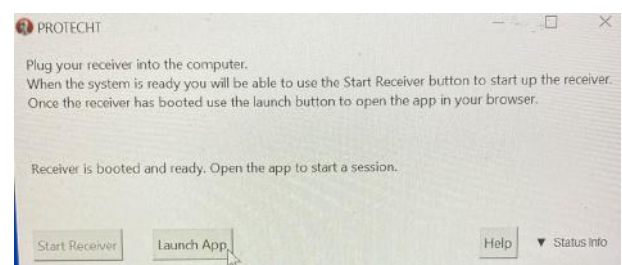 PROTECHT
Plug your receiver into the computer.
When the system is ready you will be able to use the Start Receiver button to start up the receiver.
Once the receiver has booted use the launch button to open the app in your browser.
Receiver is booted and ready. Open the app to start a session.
Start Receiver Launch App Help ▼ Status Info